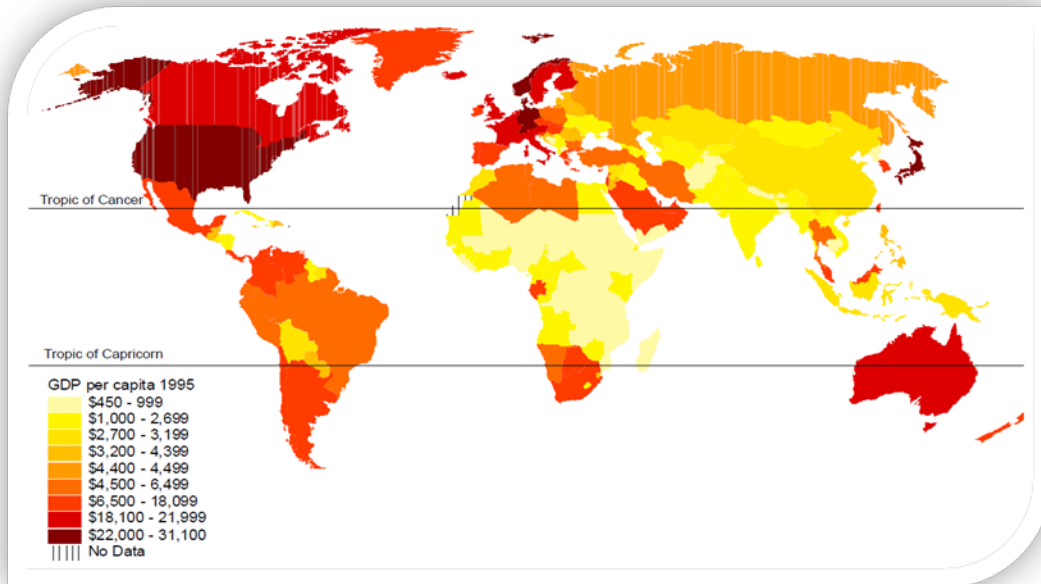 Tropic of Cancer
Tropic of Capricorn
GDP per capita 1995
$450 - 999
$1,000 - 2,699
$2,700 - 3,199
$3,200 - 4,399
$4,400 - 4,499
$4,500 - 6,499
$6,500 - 18,099
$18,100 - 21,999
$22,000 - 31,100
No Data